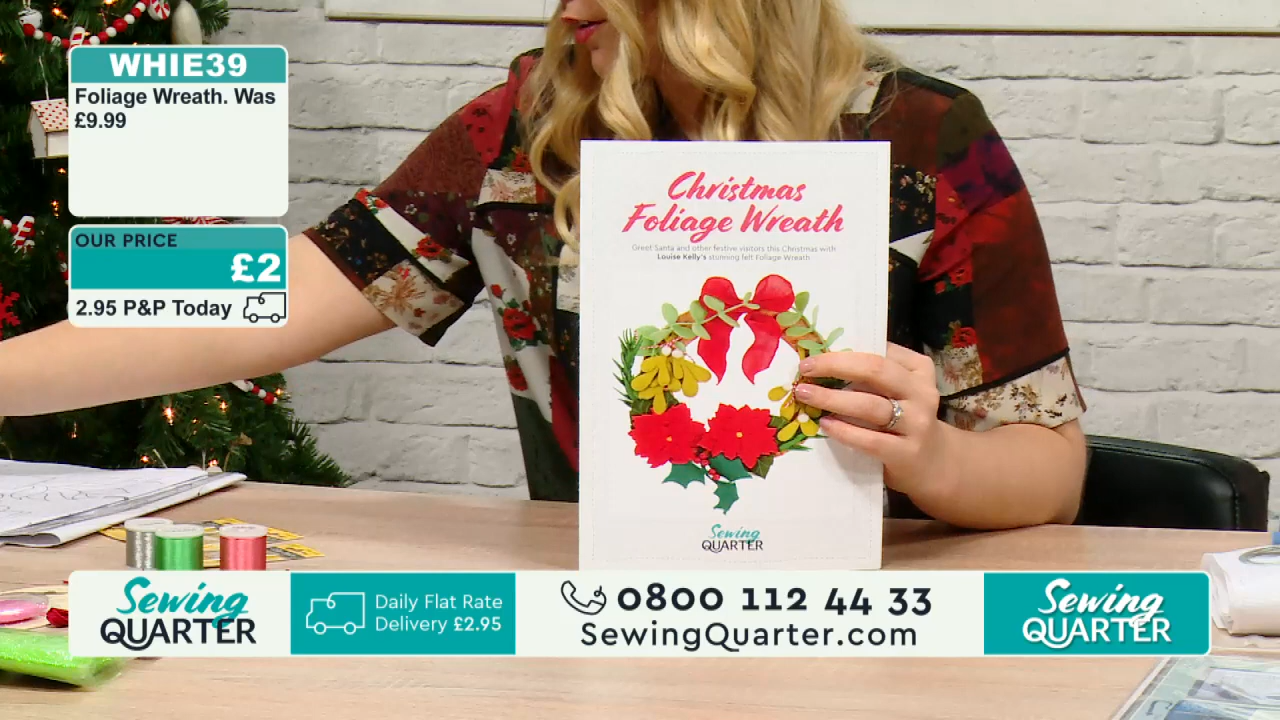 WHIE39
Foliage Wreath. Was
£9.99
OUR PRICE
£2
2.95 P&P Today
Christmas
Foliage Wreath
Greet Santa and other festive visitors this Christmas with
Louise Kelly's stunning felt Foliage Wreath
Sewing
QUARTER
Sewing
QUARTER
Daily Flat Rate
Delivery £2.95
0800 112 44 33
SewingQuarter.com
Sewing
QUARTER